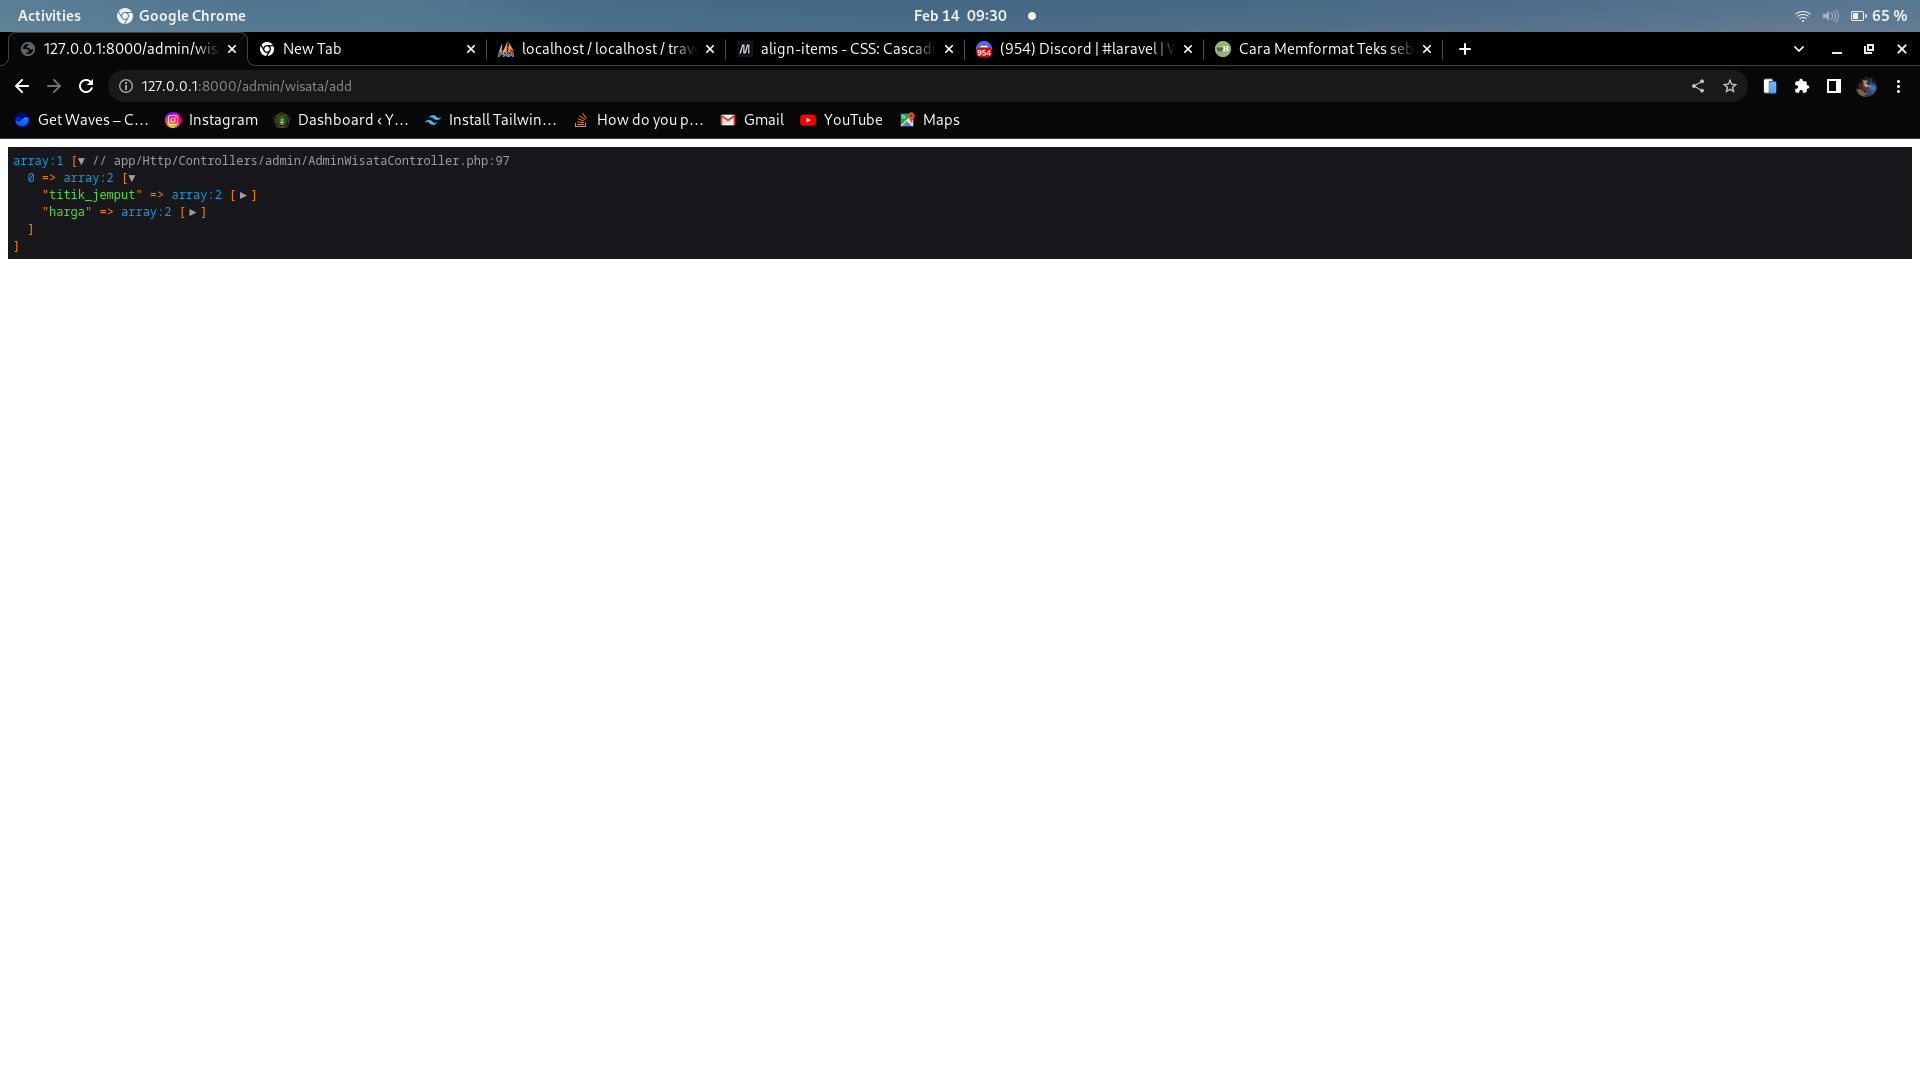 Activities Google Chrome Feb 14 09:30 65 %
127.0.0.1:8000/admin/wis New Tab localhost / localhost / trav align-items - CSS: Cascadi (954) Discord | #laravel | Cara Memformat Teks seb
127.0.0.1:8000/admin/wisata/add
Get Waves – C... Instagram Dashboard ‹ Y... Install Tailwin... How do you p... Gmail YouTube Maps
array:1 [▼ // app/Http/Controllers/admin/AdminWisataController.php:97
0 => array:2 [▼
"titik_jemput" => array:2 [▶]
"harga" => array:2 [▶]
]
]